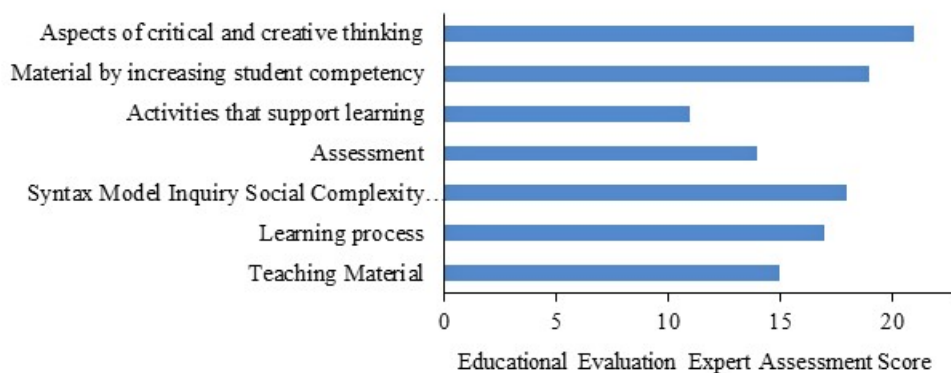 Aspects of critical and creative thinking
Material by increasing student competency
Activities that support learning
Assessment
Syntax Model Inquiry Social Complexity…
Learning process
Teaching Material
0 5 10 15 20
Educational Evaluation Expert Assessment Score